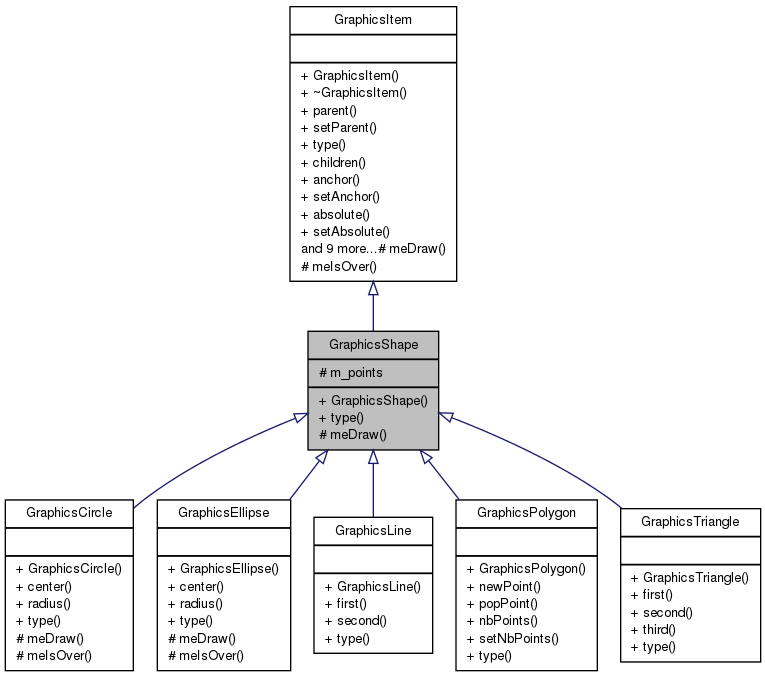 GraphicsItem
+ GraphicsItem()
+ ~GraphicsItem()
+ parent()
+ setParent()
+ type()
+ children()
+ anchor()
+ setAnchor()
+ absolute()
+ setAbsolute()
and 9 more...# meDraw()
# meIsOver()
GraphicsShape
# m_points
+ GraphicsShape()
+ type()
# meDraw()
GraphicsCircle
+ GraphicsCircle()
+ center()
+ radius()
+ type()
# meDraw()
# meIsOver()
GraphicsEllipse
+ GraphicsEllipse()
+ center()
+ radius()
+ type()
# meDraw()
# meIsOver()
GraphicsLine
+ GraphicsLine()
+ first()
+ second()
+ type()
GraphicsPolygon
+ GraphicsPolygon()
+ newPoint()
+ popPoint()
+ nbPoints()
+ setNbPoints()
+ type()
GraphicsTriangle
+ GraphicsTriangle()
+ first()
+ second()
+ third()
+ type()